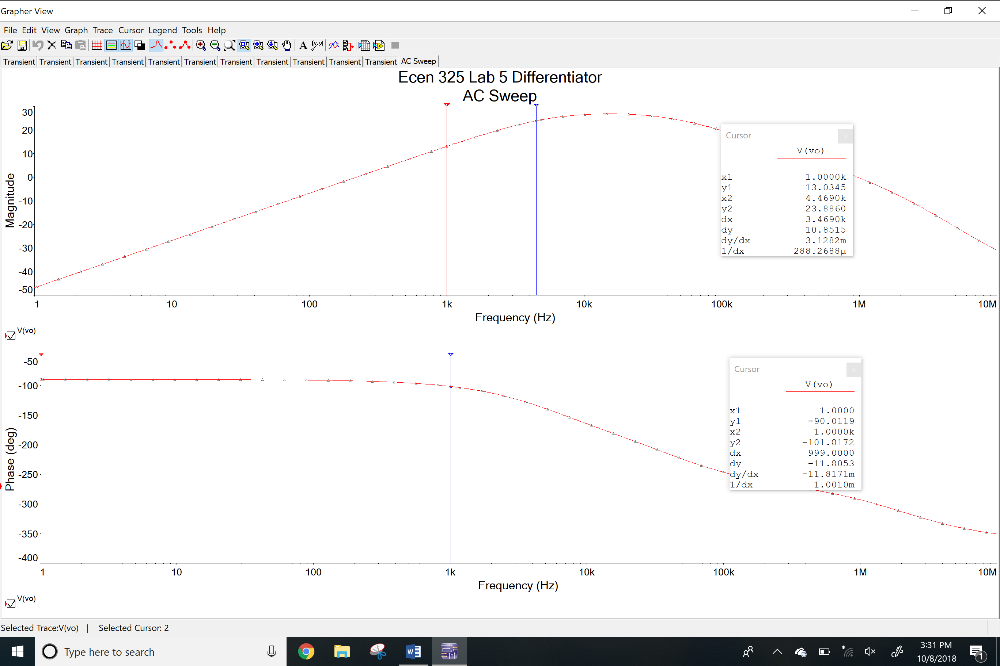 Grapher View
File Edit View Graph Trace Cursor Legend Tools Help
Transient Transient Transient Transient Transient Transient Transient Transient Transient Transient Transient AC Sweep
Ecen 325 Lab 5 Differentiator
AC Sweep
Magnitude
30
20
10
0
-10
-20
-30
-40
-50
1 10 100 1k 10k 100k 1M 10M
Frequency (Hz)
Cursor
V(vo)
x1 1.0000k
y1 13.0345
x2 4.4690k
y2 23.8860
dx 3.4690k
dy 10.8515
dy/dx 3.1282m
1/dx 288.2688µ
V(vo)
Phase (deg)
-50
-100
-150
-200
-250
-300
-350
-400
1 10 100 1k 10k 100k 1M 10M
Frequency (Hz)
Cursor
V(vo)
x1 1.0000
y1 -90.0119
x2 1.0000k
y2 -101.8172
dx 999.0000
dy -11.8053
dy/dx -11.8171m
1/dx 1.0010m
V(vo)
Selected Trace:V(vo) | Selected Cursor: 2
Type here to search
3:31 PM
10/8/2018
1